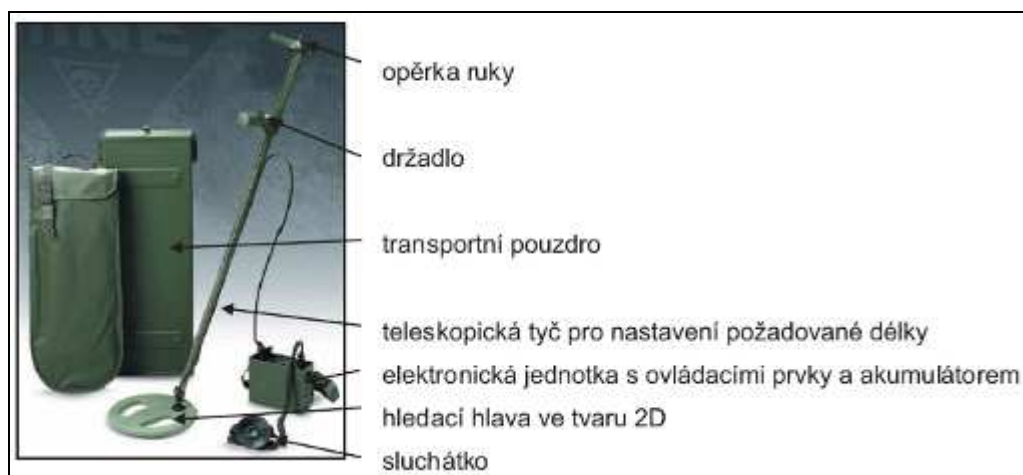 opěrka ruky
držadlo
transportní pouzdro
teleskopická tyč pro nastavení požadované délky
elektronická jednotka s ovládacími prvky a akumulátorem
hledací hlava ve tvaru 2D
sluchátko